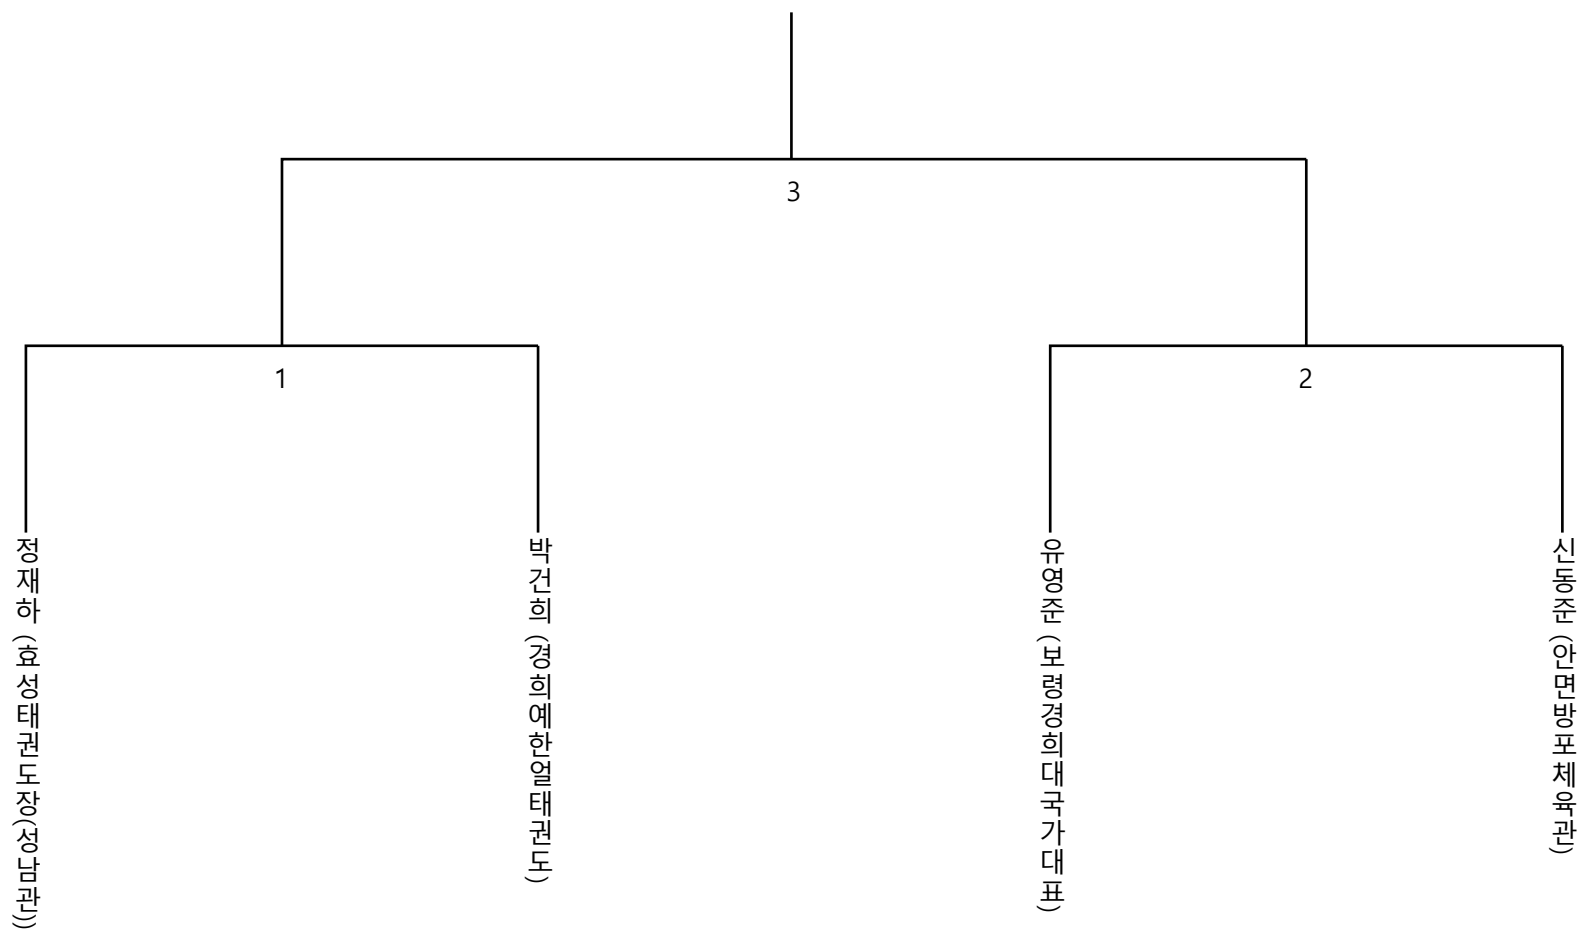 3
1
2
정재하 (효성태권도장(성남관))
박건희 (경희예한얼태권도)
유영준 (보령경희대국가대표)
신동준 (안면방포체육관)